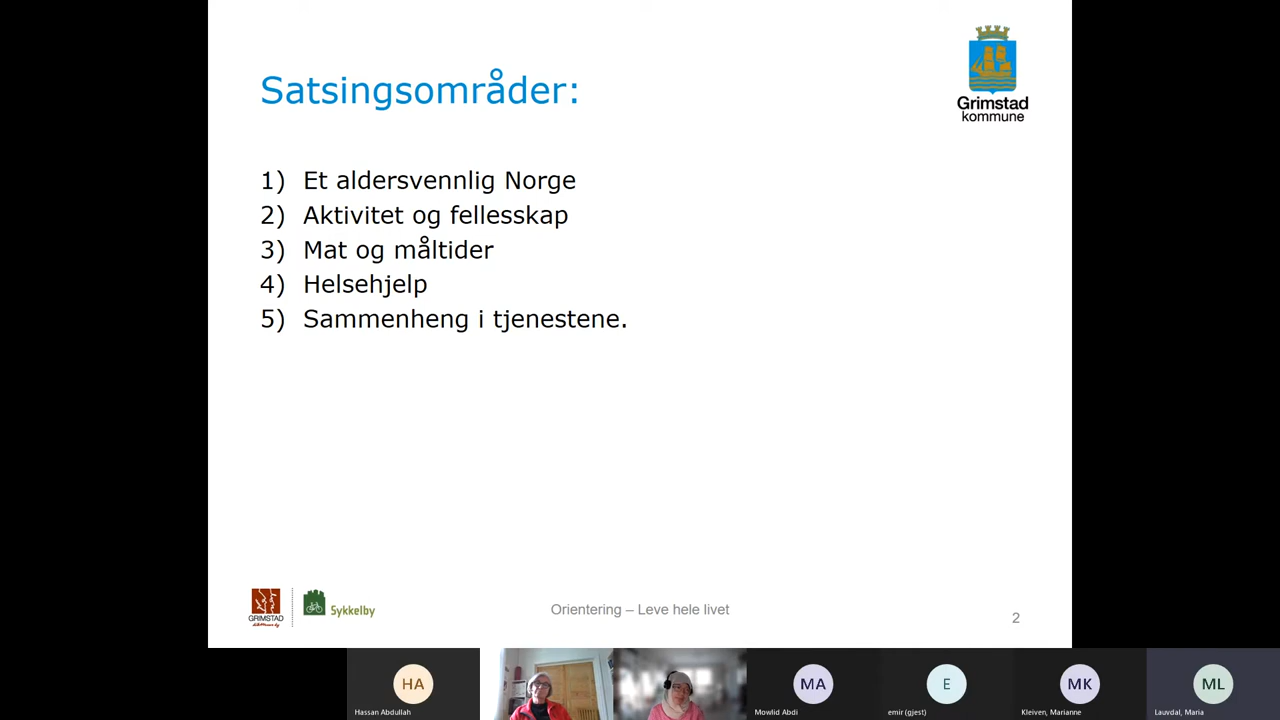 Satsingsområder:
Grimstad
kommune
1) Et aldersvennlig Norge
2) Aktivitet og fellesskap
3) Mat og måltider
4) Helsehjelp
5) Sammenheng i tjenestene.
GRIMSTAD
Sykkelby
Orientering – Leve hele livet
2
HA
MA
E
MK
ML
Hassan Abdullah
Mowlid Abdi
emir (gjest)
Kleiven, Marianne
Lauvdal, Maria